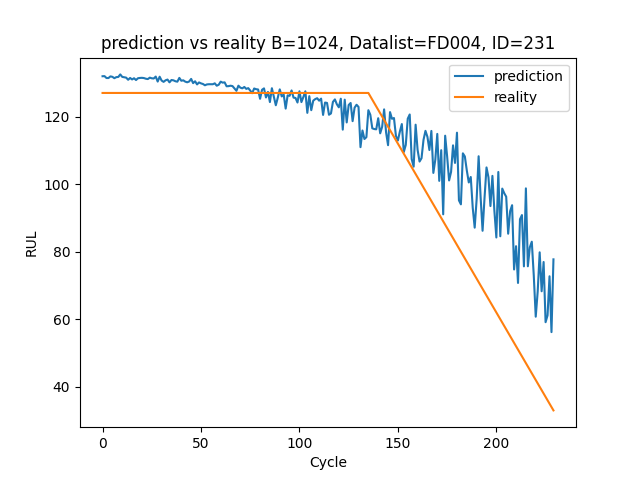 prediction vs reality B=1024, Datalist=FD004, ID=231
prediction
reality
RUL
120
100
80
60
40
0
50
100
150
200
Cycle